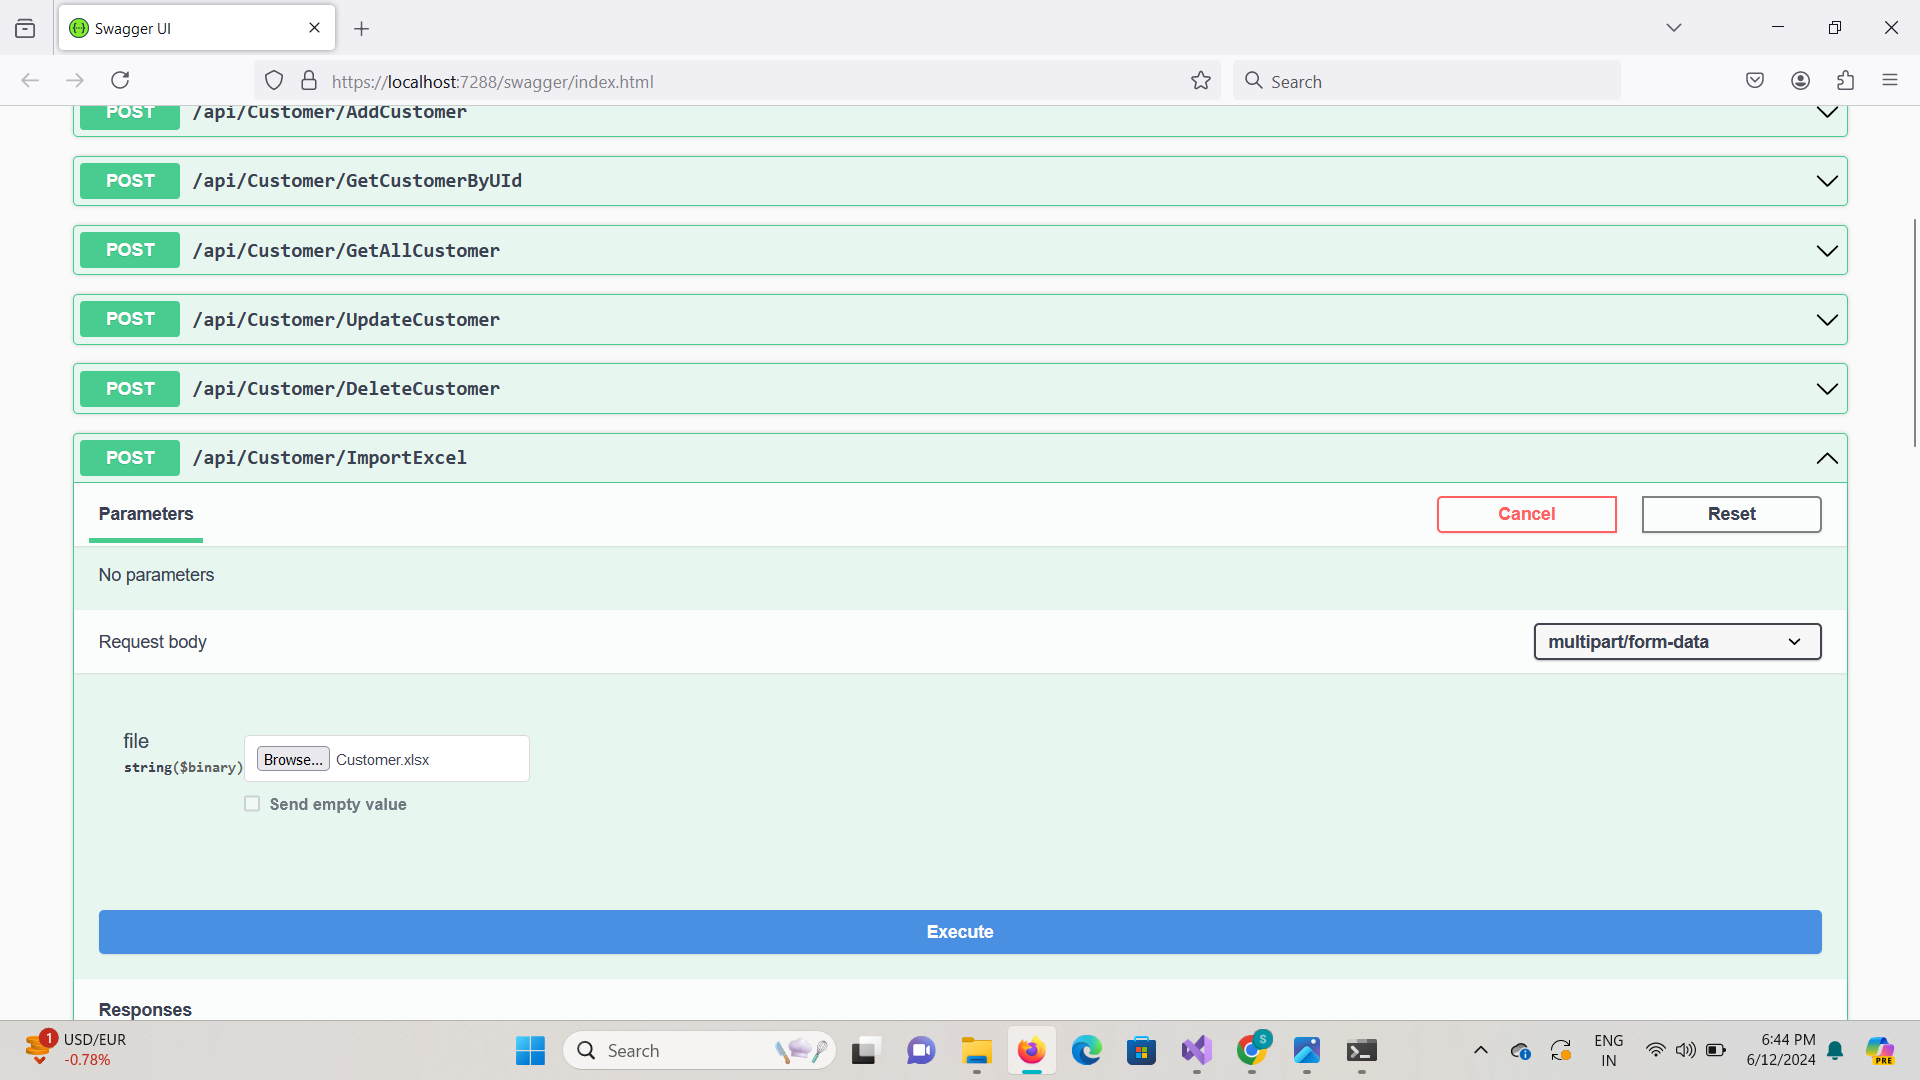 Swagger UI
https://localhost:7288/swagger/index.html
Search
POST /api/Customer/AddCustomer
POST /api/Customer/GetCustomerByUId
POST /api/Customer/GetAllCustomer
POST /api/Customer/UpdateCustomer
POST /api/Customer/DeleteCustomer
POST /api/Customer/ImportExcel
Parameters
Cancel
Reset
No parameters
Request body
multipart/form-data
file
string($binary)
Browse... Customer.xlsx
Send empty value
Execute
Responses
1
USD/EUR
-0.78%
Search
S
ENG
IN
6:44 PM
6/12/2024
PRE